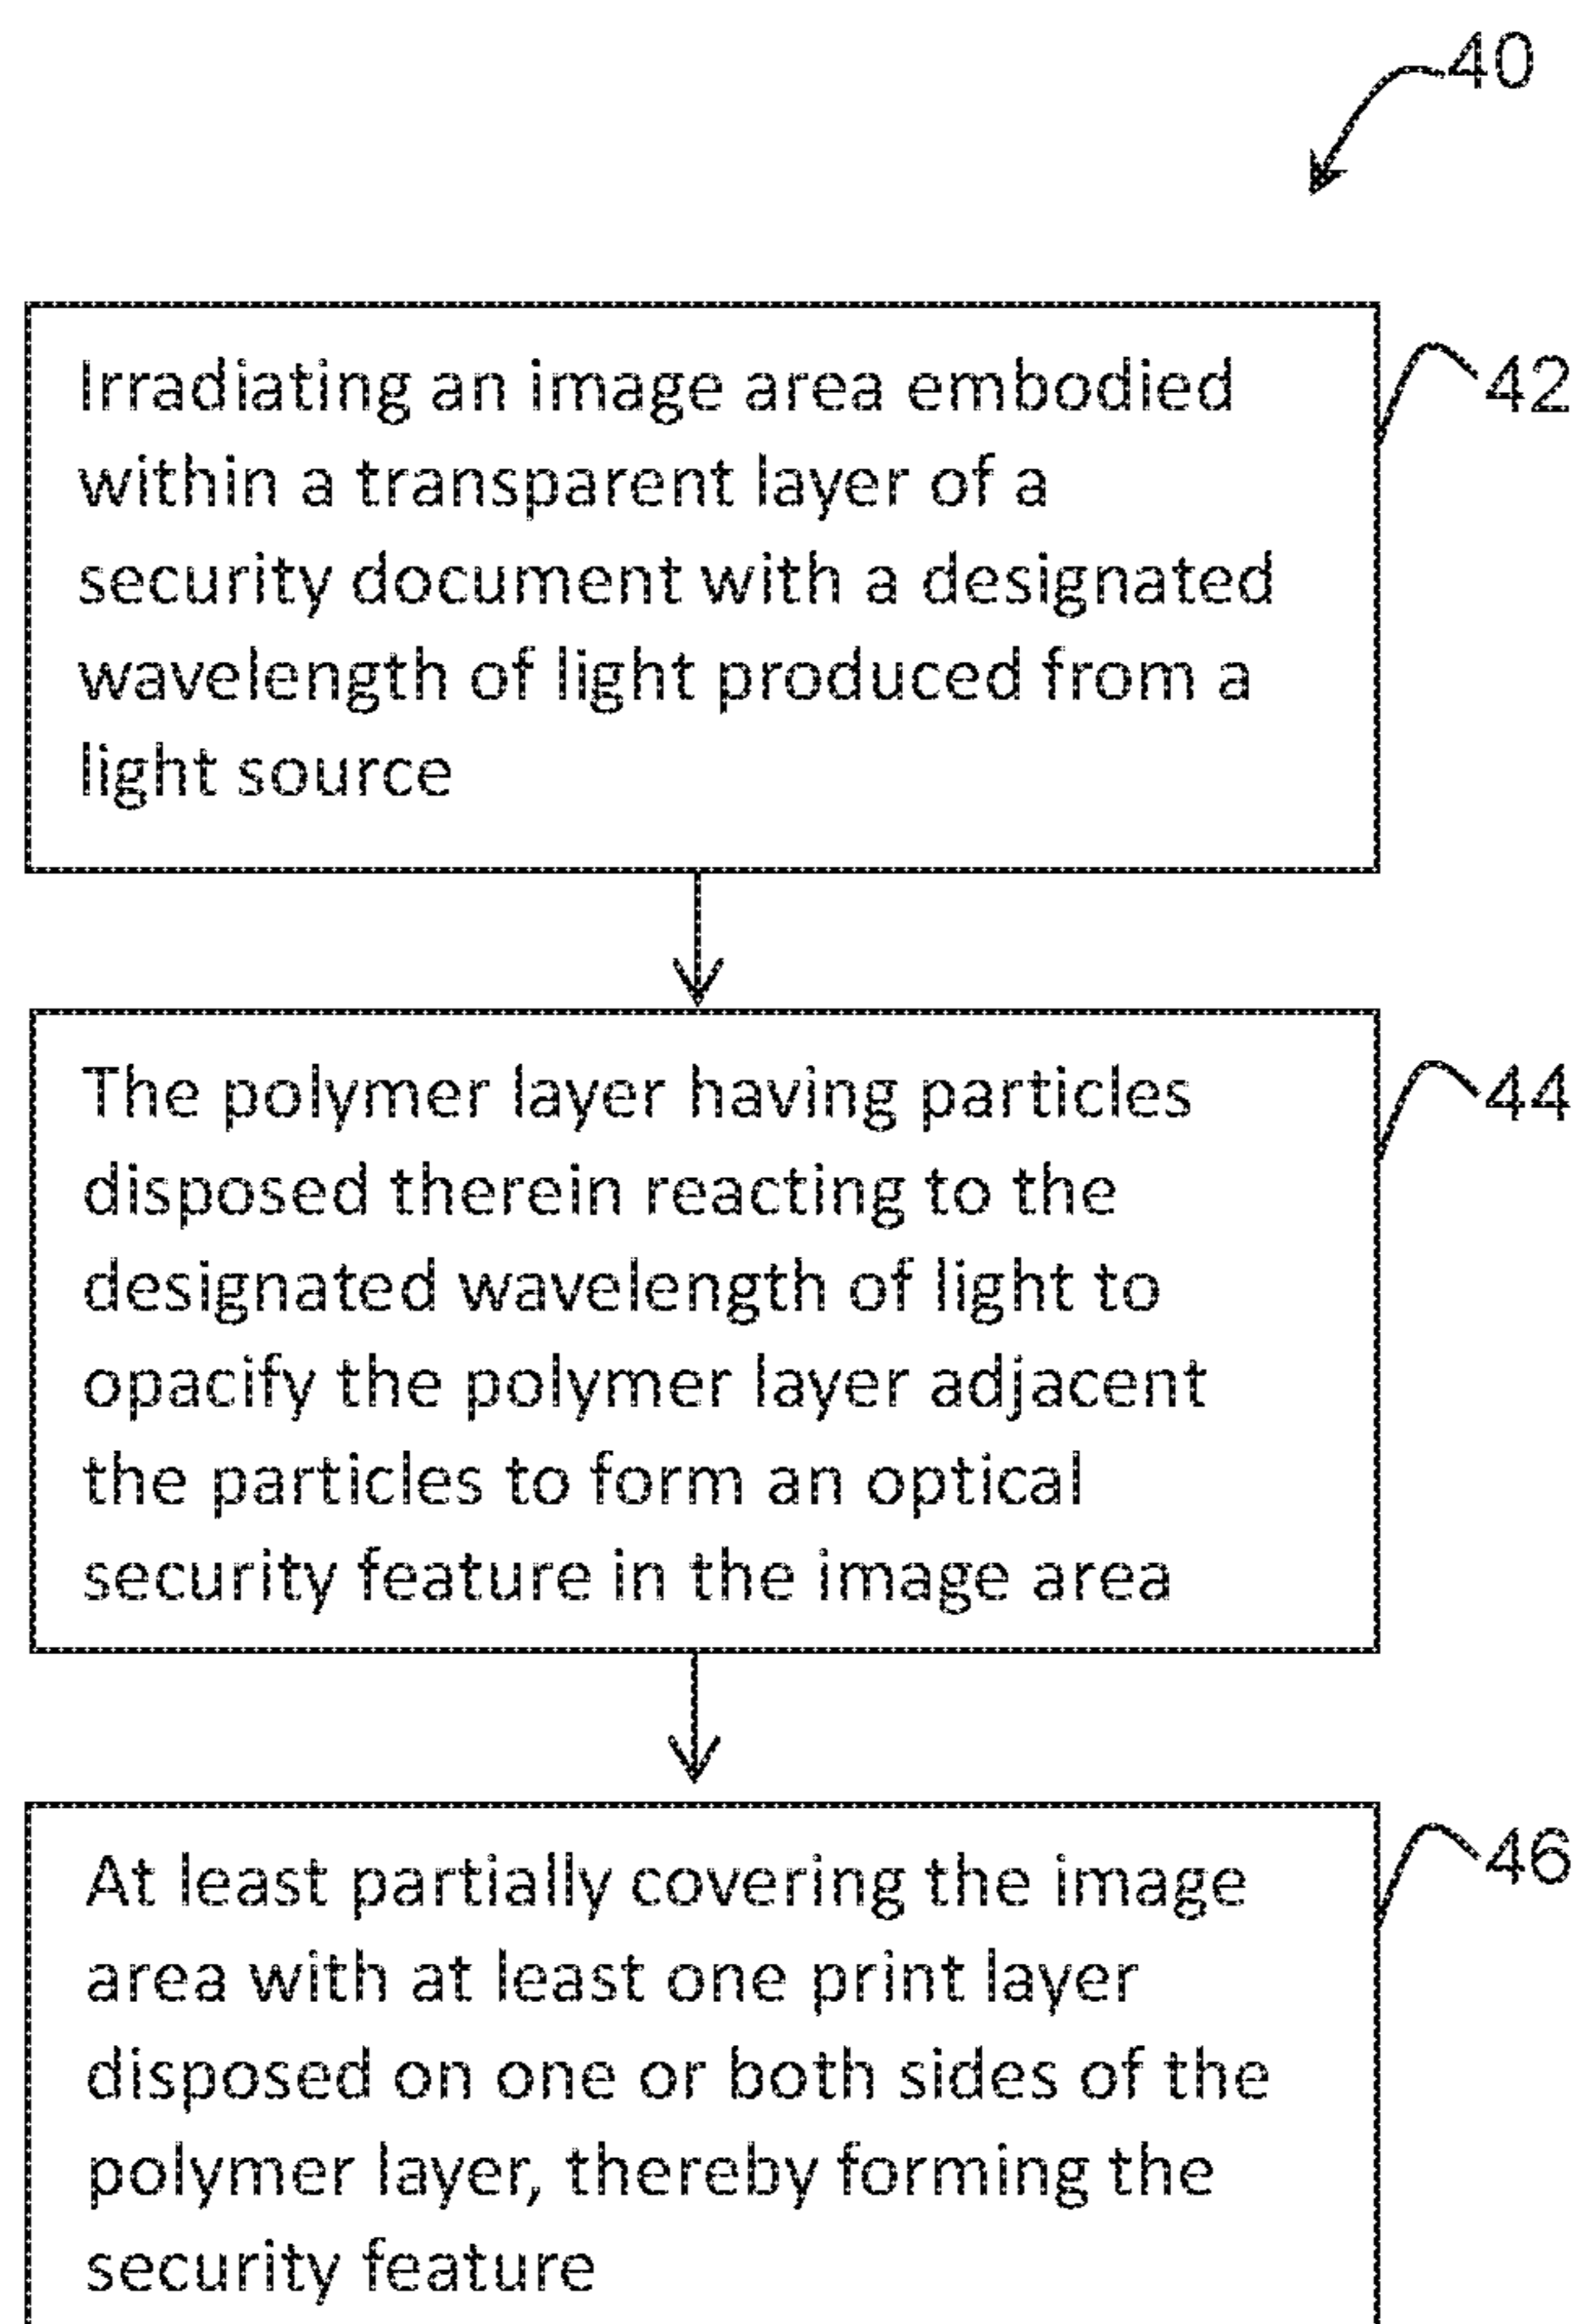 40
Irradiating an image area embodied
within a transparent layer of a
security document with a designated
wavelength of light produced from a
light source
42
The polymer layer having particles
disposed therein reacting to the
designated wavelength of light to
opacify the polymer layer adjacent
the particles to form an optical
security feature in the image area
44
At least partially covering the image
area with at least one print layer
disposed on one or both sides of the
polymer layer, thereby forming the
security feature
46